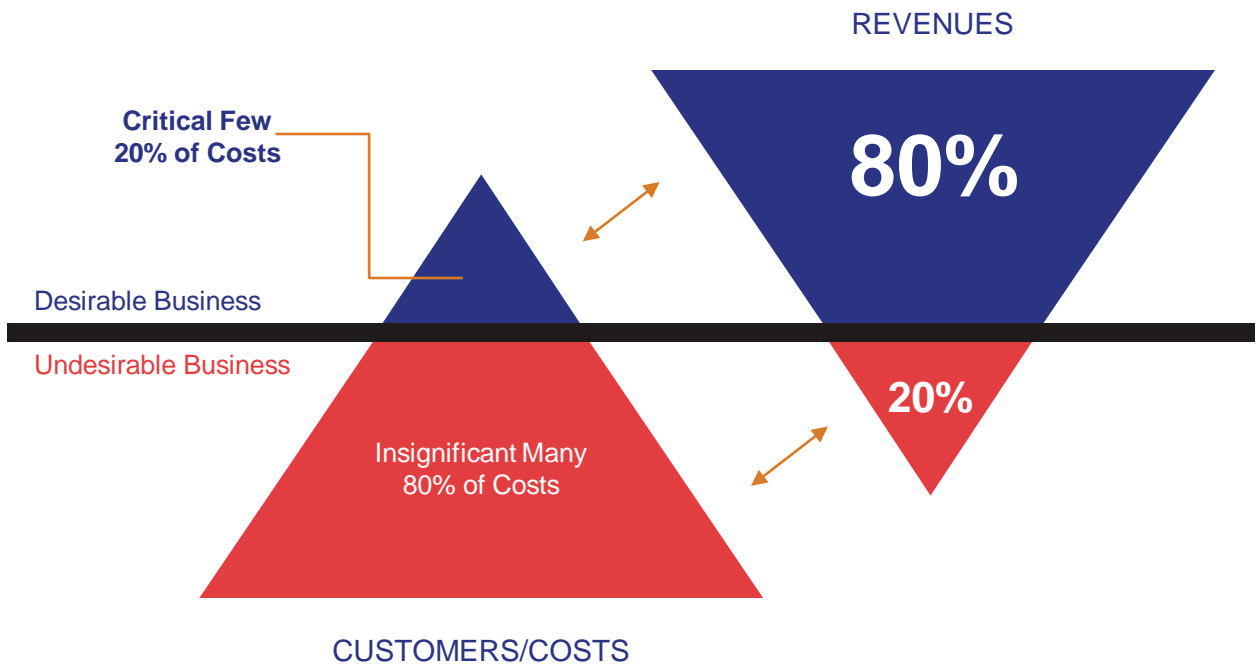 REVENUES
Critical Few
20% of Costs
80%
Desirable Business
Undesirable Business
20%
Insignificant Many
80% of Costs
CUSTOMERS/COSTS